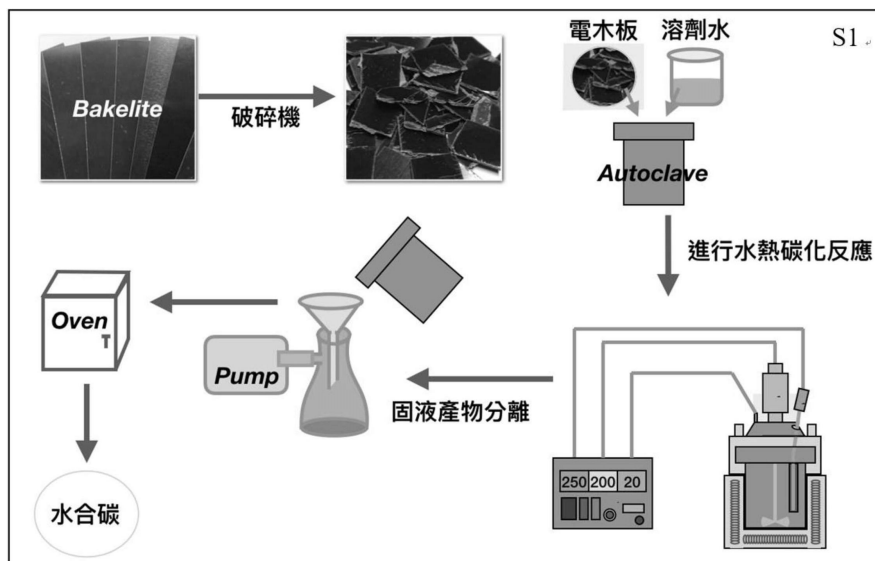 S1
電木板
溶劑水
Bakelite
破碎機
Autoclave
進行水熱碳化反應
Oven
Pump
固液產物分離
250 200 20
水合碳